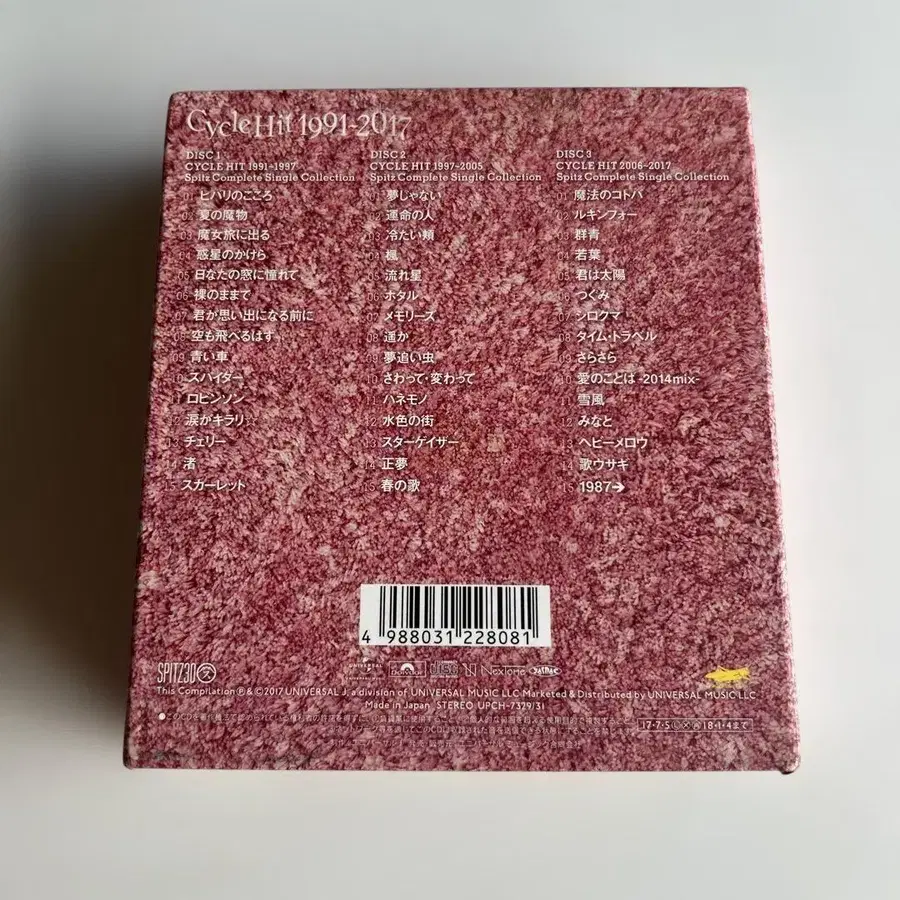 CycleHit 1991-2017
DISC 1
CYCLE HIT 1991-1997
Spitz Complete Single Collection
01 ヒバリのこころ
02 夏の魔物
03 魔女旅に出る
04 惑星のかけら
05 日なたの窓に憧れて
06 裸のままで
07 君が思い出になる前に
08 空も飛べるはず
09 青い車
10 スパイダー
11 ロビンソン
12 涙がキラリ☆
13 チェリー
14 渚
15 スカーレット
DISC 2
CYCLE HIT 1997-2005
Spitz Complete Single Collection
01 夢じゃない
02 運命の人
03 冷たい頬
04 楓
05 流れ星
06 ホタル
07 メモリーズ
08 遥か
09 夢追い虫
10 さわって・変わって
11 ハネモノ
12 水色の街
13 スターゲイザー
14 正夢
15 春の歌
DISC 3
CYCLE HIT 2006-2017
Spitz Complete Single Collection
01 魔法のコトバ
02 ルキンフォー
03 群青
04 若葉
05 君は太陽
06 つぐみ
07 シロクマ
08 タイム・トラベル
09 さらさら
10 愛のことば -2014mix-
11 雪風
12 みなと
13 ヘビーメロウ
14 歌ウサギ
15 1987→
4 988031 228081
SPITZ30
UNIVERSAL
polydor
disc
Nextone
This Compilation ℗ & © 2017 UNIVERSAL J, a division of UNIVERSAL MUSIC LLC Marketed & Distributed by UNIVERSAL MUSIC LLC
Made in Japan STEREO UPCH-7329/31
17・7・5 18・1・4まで